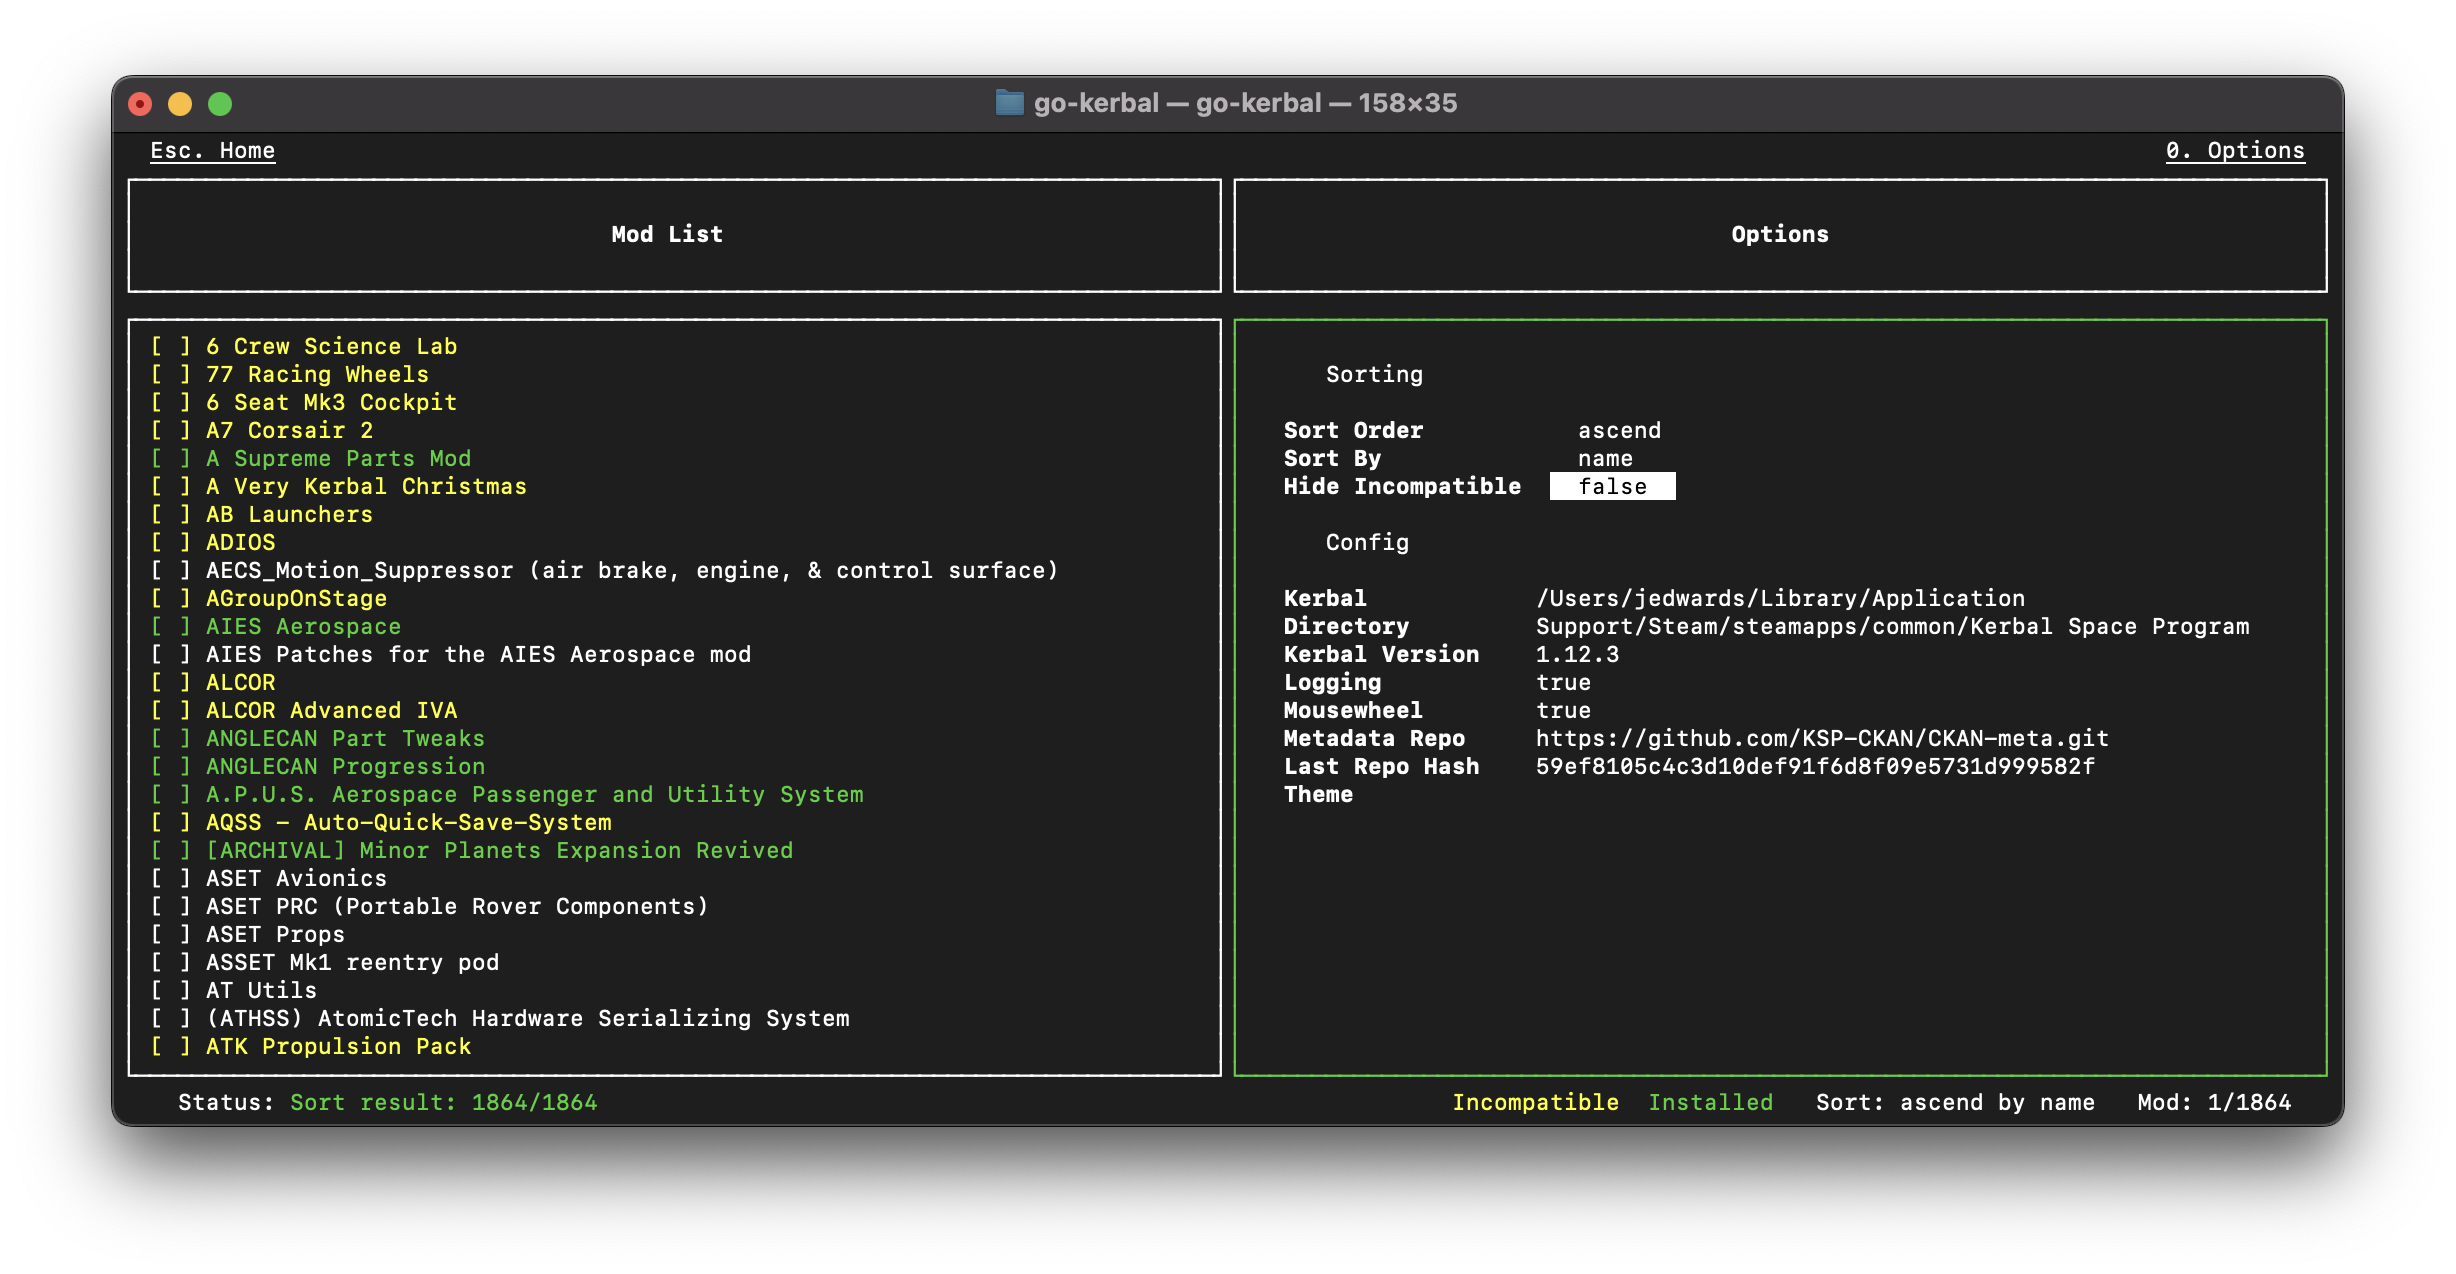 go-kerbal — go-kerbal — 158×35
Esc. Home
0. Options
Mod List
Options
[ ] 6 Crew Science Lab
[ ] 77 Racing Wheels
[ ] 6 Seat Mk3 Cockpit
[ ] A7 Corsair 2
[ ] A Supreme Parts Mod
[ ] A Very Kerbal Christmas
[ ] AB Launchers
[ ] ADIOS
[ ] AECS_Motion_Suppressor (air brake, engine, & control surface)
[ ] AGroupOnStage
[ ] AIES Aerospace
[ ] AIES Patches for the AIES Aerospace mod
[ ] ALCOR
[ ] ALCOR Advanced IVA
[ ] ANGLECAN Part Tweaks
[ ] ANGLECAN Progression
[ ] A.P.U.S. Aerospace Passenger and Utility System
[ ] AQSS - Auto-Quick-Save-System
[ ] [ARCHIVAL] Minor Planets Expansion Revived
[ ] ASET Avionics
[ ] ASET PRC (Portable Rover Components)
[ ] ASET Props
[ ] ASSET Mk1 reentry pod
[ ] AT Utils
[ ] (ATHSS) AtomicTech Hardware Serializing System
[ ] ATK Propulsion Pack
Sorting
Sort Order ascend
Sort By name
Hide Incompatible false
Config
Kerbal /Users/jedwards/Library/Application
Directory Support/Steam/steamapps/common/Kerbal Space Program
Kerbal Version 1.12.3
Logging true
Mousewheel true
Metadata Repo https://github.com/KSP-CKAN/CKAN-meta.git
Last Repo Hash 59ef8105c4c3d10def91f6d8f09e5731d999582f
Theme
Status: Sort result: 1864/1864
Incompatible Installed Sort: ascend by name Mod: 1/1864